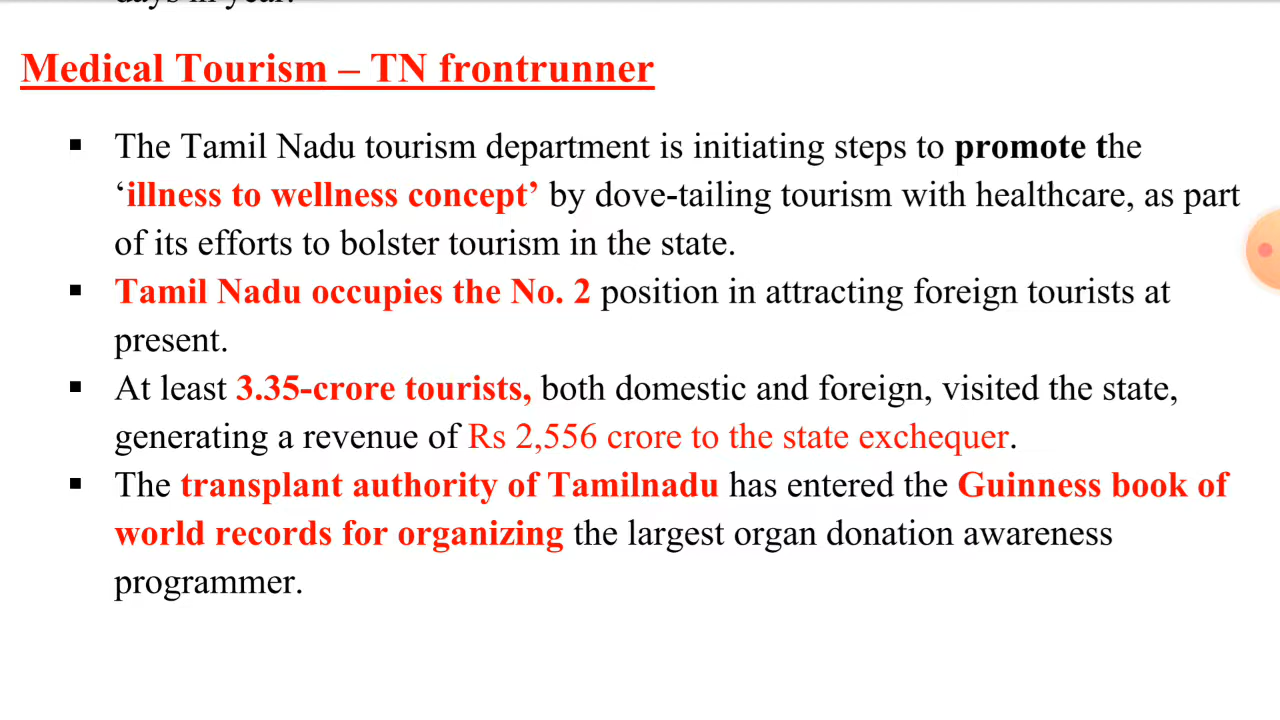 days in year.
Medical Tourism – TN frontrunner
▪ The Tamil Nadu tourism department is initiating steps to promote the
‘illness to wellness concept’ by dove-tailing tourism with healthcare, as part
of its efforts to bolster tourism in the state.
▪ Tamil Nadu occupies the No. 2 position in attracting foreign tourists at
present.
▪ At least 3.35-crore tourists, both domestic and foreign, visited the state,
generating a revenue of Rs 2,556 crore to the state exchequer.
▪ The transplant authority of Tamilnadu has entered the Guinness book of
world records for organizing the largest organ donation awareness
programmer.